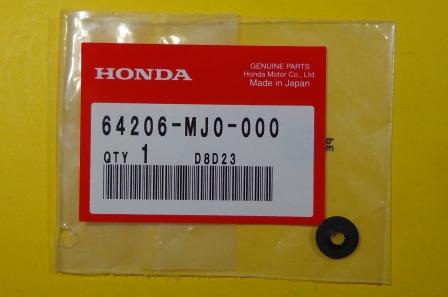 HONDA
GENUINE PARTS
Honda Motor Co., Ltd.
Made in Japan
64206-MJ0-000
QTY 1 D8D23